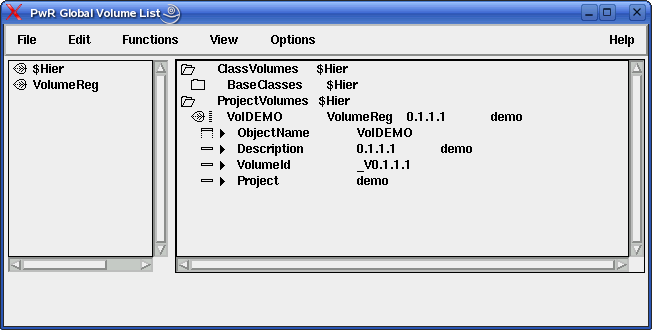 PwR Global Volume List
File Edit Functions View Options Help
$Hier
VolumeReg
ClassVolumes $Hier
BaseClasses $Hier
ProjectVolumes $Hier
VolDEMO VolumeReg 0.1.1.1 demo
ObjectName VolDEMO
Description 0.1.1.1 demo
VolumeId _V0.1.1.1
Project demo